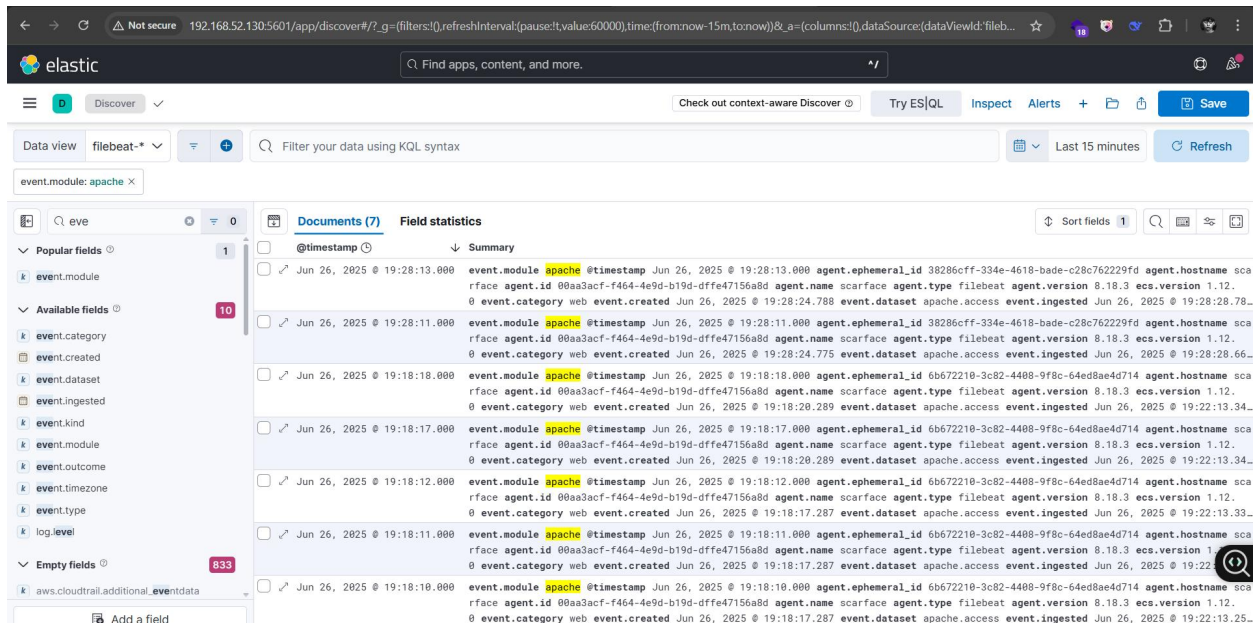 Not secure 192.168.52.130:5601/app/discover#/?_g=(filters:!(),refreshInterval:(pause:!t,value:60000),time:(from:now-15m,to:now))&_a=(columns:!(),dataSource:(dataViewId:'fileb...
18
elastic
Find apps, content, and more.
^/
D Discover
Check out context-aware Discover
Try ES|QL
Inspect Alerts +
Save
Data view filebeat-*
Filter your data using KQL syntax
Last 15 minutes
Refresh
event.module: apache ×
eve
0
Documents (7) Field statistics
Sort fields 1
Popular fields 1
k event.module
Available fields 10
k event.category
event.created
k event.dataset
event.ingested
k event.kind
k event.module
k event.outcome
k event.timezone
k event.type
k log.level
Empty fields 833
k aws.cloudtrail.additional_eventdata
Add a field
@timestamp Summary
Jun 26, 2025 @ 19:28:13.000 event.module apache @timestamp Jun 26, 2025 @ 19:28:13.000 agent.ephemeral_id 38286cff-334e-4618-bade-c28c762229fd agent.hostname sca
rface agent.id 00aa3acf-f464-4e9d-b19d-dffe47156a8d agent.name scarface agent.type filebeat agent.version 8.18.3 ecs.version 1.12.
0 event.category web event.created Jun 26, 2025 @ 19:28:24.788 event.dataset apache.access event.ingested Jun 26, 2025 @ 19:28:28.78…
Jun 26, 2025 @ 19:28:11.000 event.module apache @timestamp Jun 26, 2025 @ 19:28:11.000 agent.ephemeral_id 38286cff-334e-4618-bade-c28c762229fd agent.hostname sca
rface agent.id 00aa3acf-f464-4e9d-b19d-dffe47156a8d agent.name scarface agent.type filebeat agent.version 8.18.3 ecs.version 1.12.
0 event.category web event.created Jun 26, 2025 @ 19:28:24.775 event.dataset apache.access event.ingested Jun 26, 2025 @ 19:28:28.66…
Jun 26, 2025 @ 19:18:18.000 event.module apache @timestamp Jun 26, 2025 @ 19:18:18.000 agent.ephemeral_id 6b672210-3c82-4408-9f8c-64ed8ae4d714 agent.hostname sca
rface agent.id 00aa3acf-f464-4e9d-b19d-dffe47156a8d agent.name scarface agent.type filebeat agent.version 8.18.3 ecs.version 1.12.
0 event.category web event.created Jun 26, 2025 @ 19:18:20.289 event.dataset apache.access event.ingested Jun 26, 2025 @ 19:22:13.34…
Jun 26, 2025 @ 19:18:17.000 event.module apache @timestamp Jun 26, 2025 @ 19:18:17.000 agent.ephemeral_id 6b672210-3c82-4408-9f8c-64ed8ae4d714 agent.hostname sca
rface agent.id 00aa3acf-f464-4e9d-b19d-dffe47156a8d agent.name scarface agent.type filebeat agent.version 8.18.3 ecs.version 1.12.
0 event.category web event.created Jun 26, 2025 @ 19:18:20.289 event.dataset apache.access event.ingested Jun 26, 2025 @ 19:22:13.34…
Jun 26, 2025 @ 19:18:12.000 event.module apache @timestamp Jun 26, 2025 @ 19:18:12.000 agent.ephemeral_id 6b672210-3c82-4408-9f8c-64ed8ae4d714 agent.hostname sca
rface agent.id 00aa3acf-f464-4e9d-b19d-dffe47156a8d agent.name scarface agent.type filebeat agent.version 8.18.3 ecs.version 1.12.
0 event.category web event.created Jun 26, 2025 @ 19:18:17.287 event.dataset apache.access event.ingested Jun 26, 2025 @ 19:22:13.33…
Jun 26, 2025 @ 19:18:11.000 event.module apache @timestamp Jun 26, 2025 @ 19:18:11.000 agent.ephemeral_id 6b672210-3c82-4408-9f8c-64ed8ae4d714 agent.hostname sca
rface agent.id 00aa3acf-f464-4e9d-b19d-dffe47156a8d agent.name scarface agent.type filebeat agent.version 8.18.3 ecs.version 1.
0 event.category web event.created Jun 26, 2025 @ 19:18:17.287 event.dataset apache.access event.ingested Jun 26, 2025 @ 19:22:
Jun 26, 2025 @ 19:18:10.000 event.module apache @timestamp Jun 26, 2025 @ 19:18:10.000 agent.ephemeral_id 6b672210-3c82-4408-9f8c-64ed8ae4d714 agent.hostname sca
rface agent.id 00aa3acf-f464-4e9d-b19d-dffe47156a8d agent.name scarface agent.type filebeat agent.version 8.18.3 ecs.version 1.12.
0 event.category web event.created Jun 26, 2025 @ 19:18:17.287 event.dataset apache.access event.ingested Jun 26, 2025 @ 19:22:13.25…